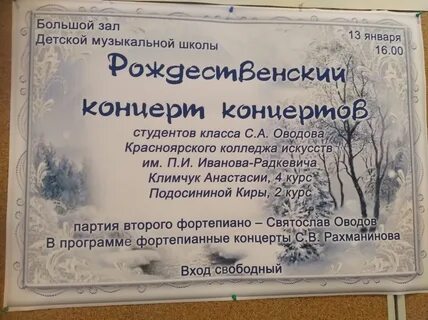 Большой зал
Детской музыкальной школы
13 января
16.00
Рождественский
концерт концертов
студентов класса С.А. Оводова
Красноярского колледжа искусств
им. П.И. Иванова-Радкевича
Климчук Анастасии, 4 курс
Подосининой Киры, 2 курс
партия второго фортепиано – Святослав Оводов
В программе фортепианные концерты С.В. Рахманинова
Вход свободный